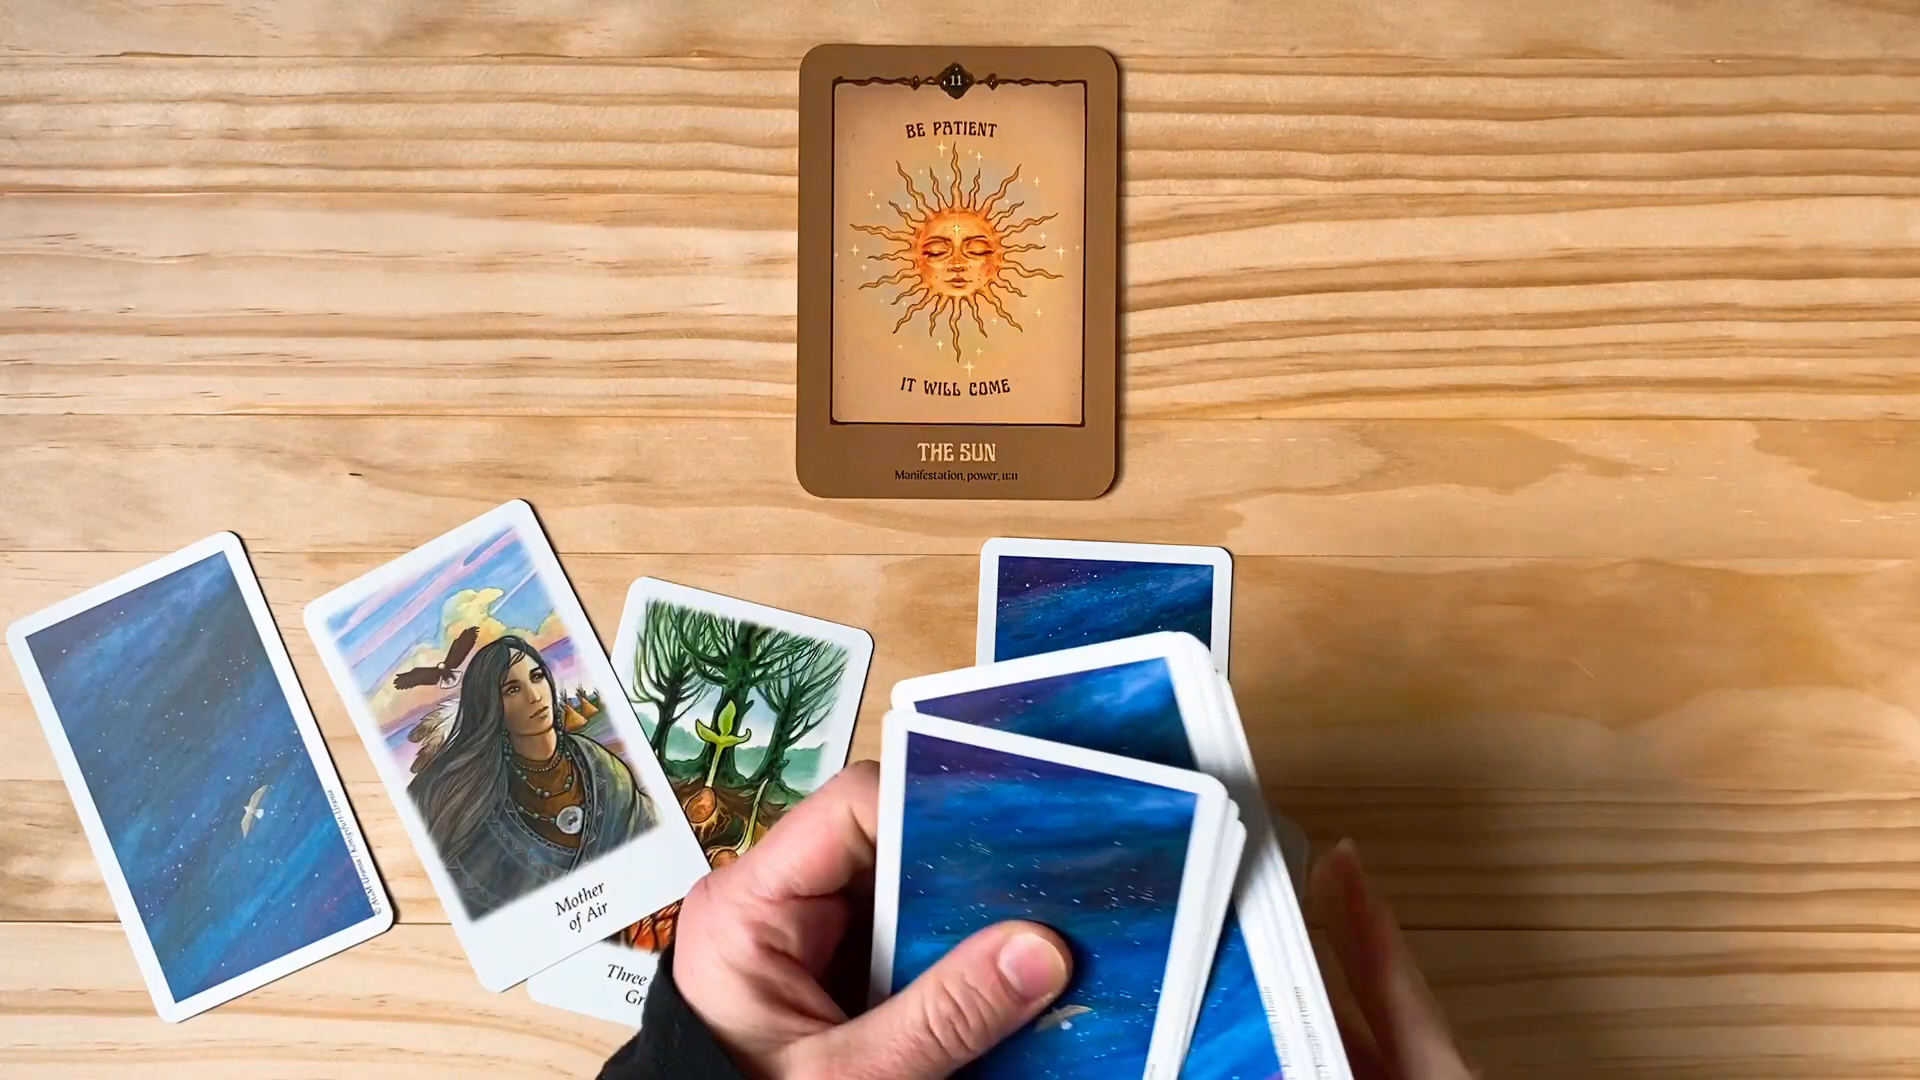 11
BE PATIENT
IT WILL COME
THE SUN
Manifestation, power, 11:11
Mother
of Air
Three